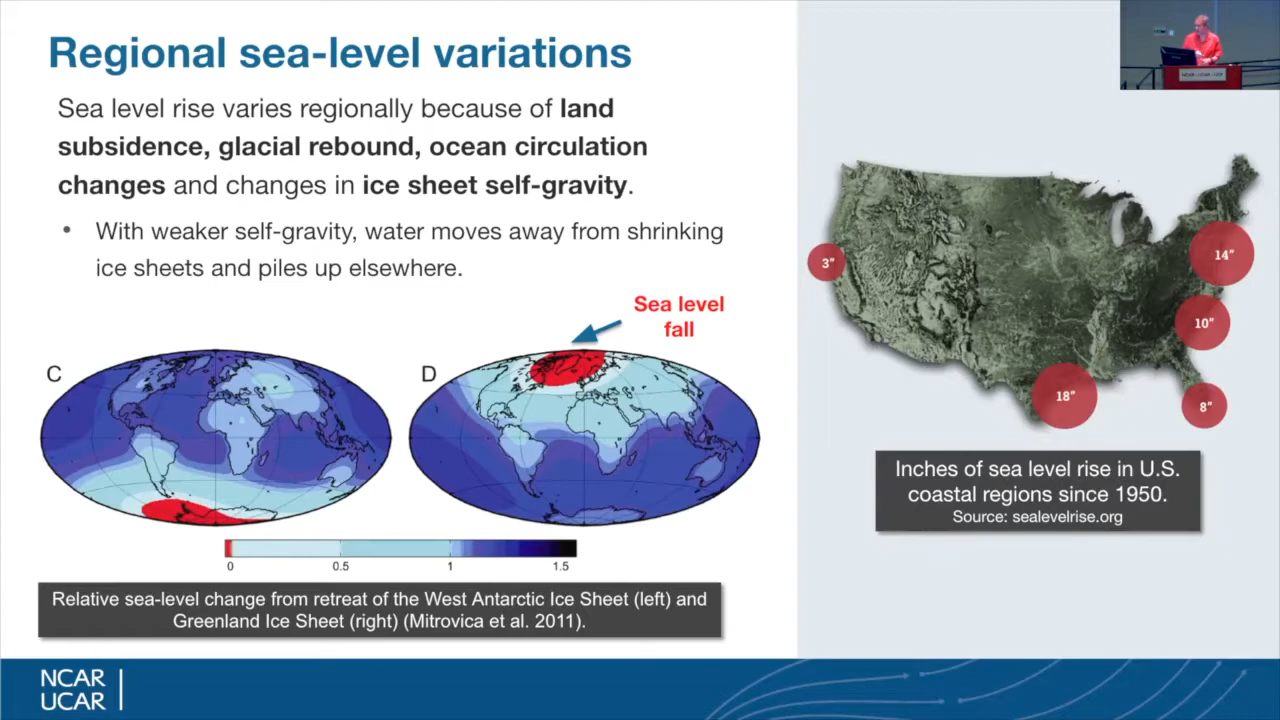 Regional sea-level variations
Sea level rise varies regionally because of land
subsidence, glacial rebound, ocean circulation
changes and changes in ice sheet self-gravity.
• With weaker self-gravity, water moves away from shrinking
ice sheets and piles up elsewhere.
Sea level
fall
C
D
0 0.5 1 1.5
Relative sea-level change from retreat of the West Antarctic Ice Sheet (left) and
Greenland Ice Sheet (right) (Mitrovica et al. 2011).
3”
14”
10”
18”
8”
Inches of sea level rise in U.S.
coastal regions since 1950.
Source: sealevelrise.org
NCAR
UCAR